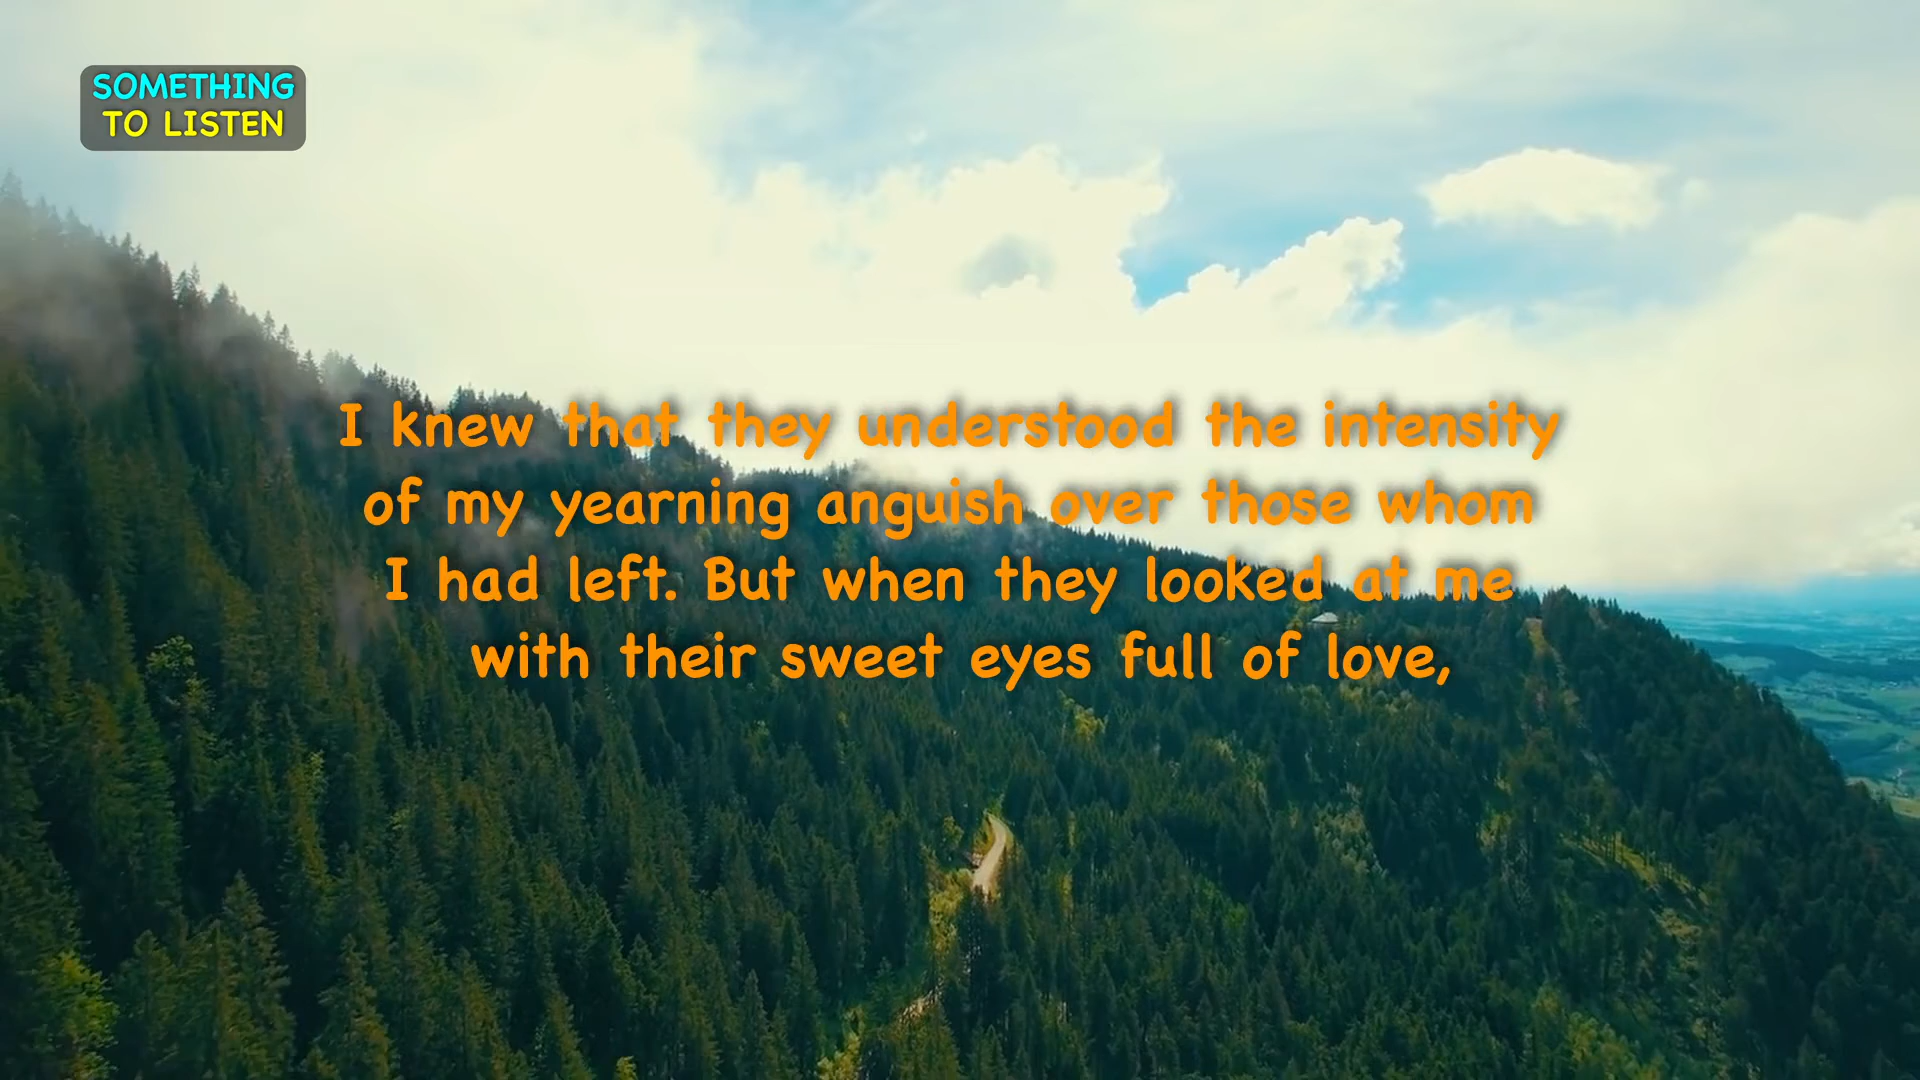 SOMETHING
TO LISTEN
I knew that they understood the intensity
of my yearning anguish over those whom
I had left. But when they looked at me
with their sweet eyes full of love,